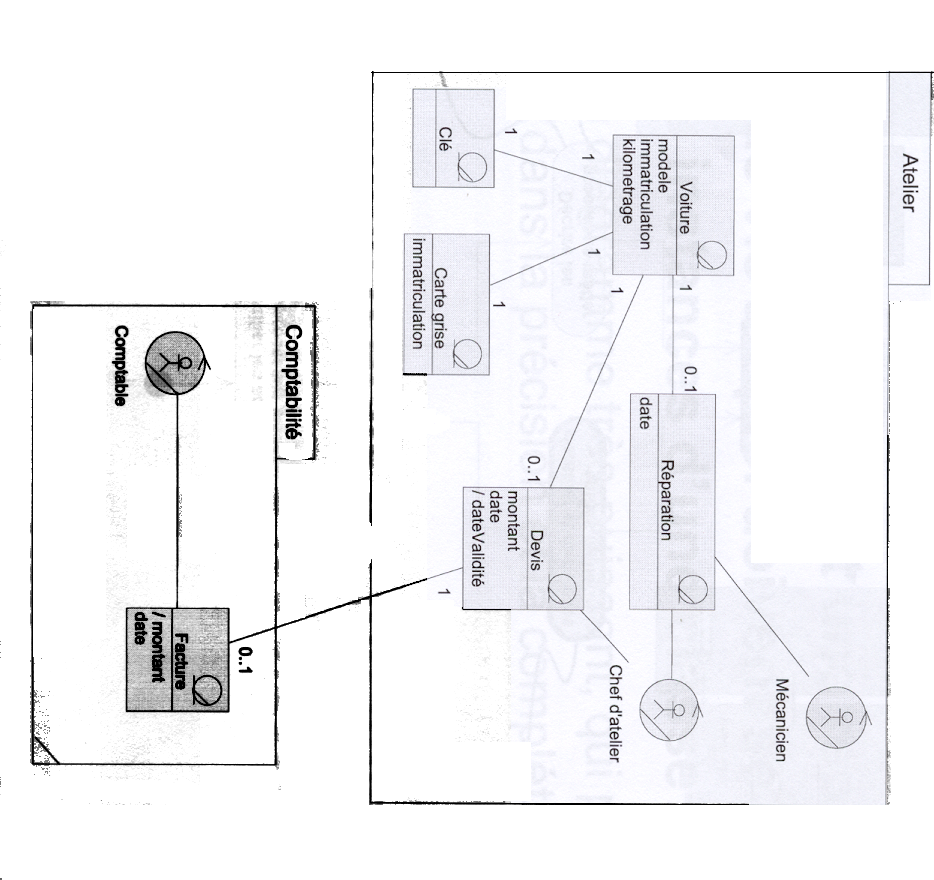 Atelier
Voiture
modele
immatriculation
kilometrage
1
0..1
Réparation
date
Mécanicien
Chef d'atelier
1
1
1
1
1
Clé
Carte grise
immatriculation
0..1
Devis
montant
date
/ dateValidité
1
Comptabilité
Comptable
0..1
Facture
/ montant
date